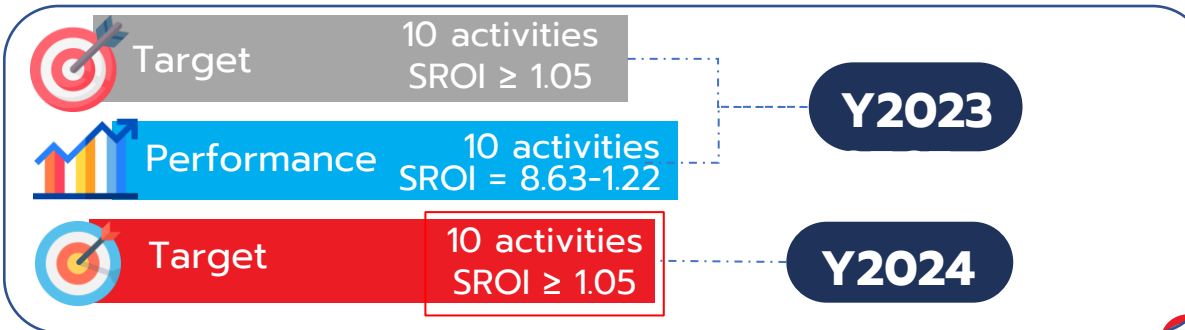 Target
10 activities
SROI ≥ 1.05
Y2023
Performance
10 activities
SROI = 8.63-1.22
Target
10 activities
SROI ≥ 1.05
Y2024